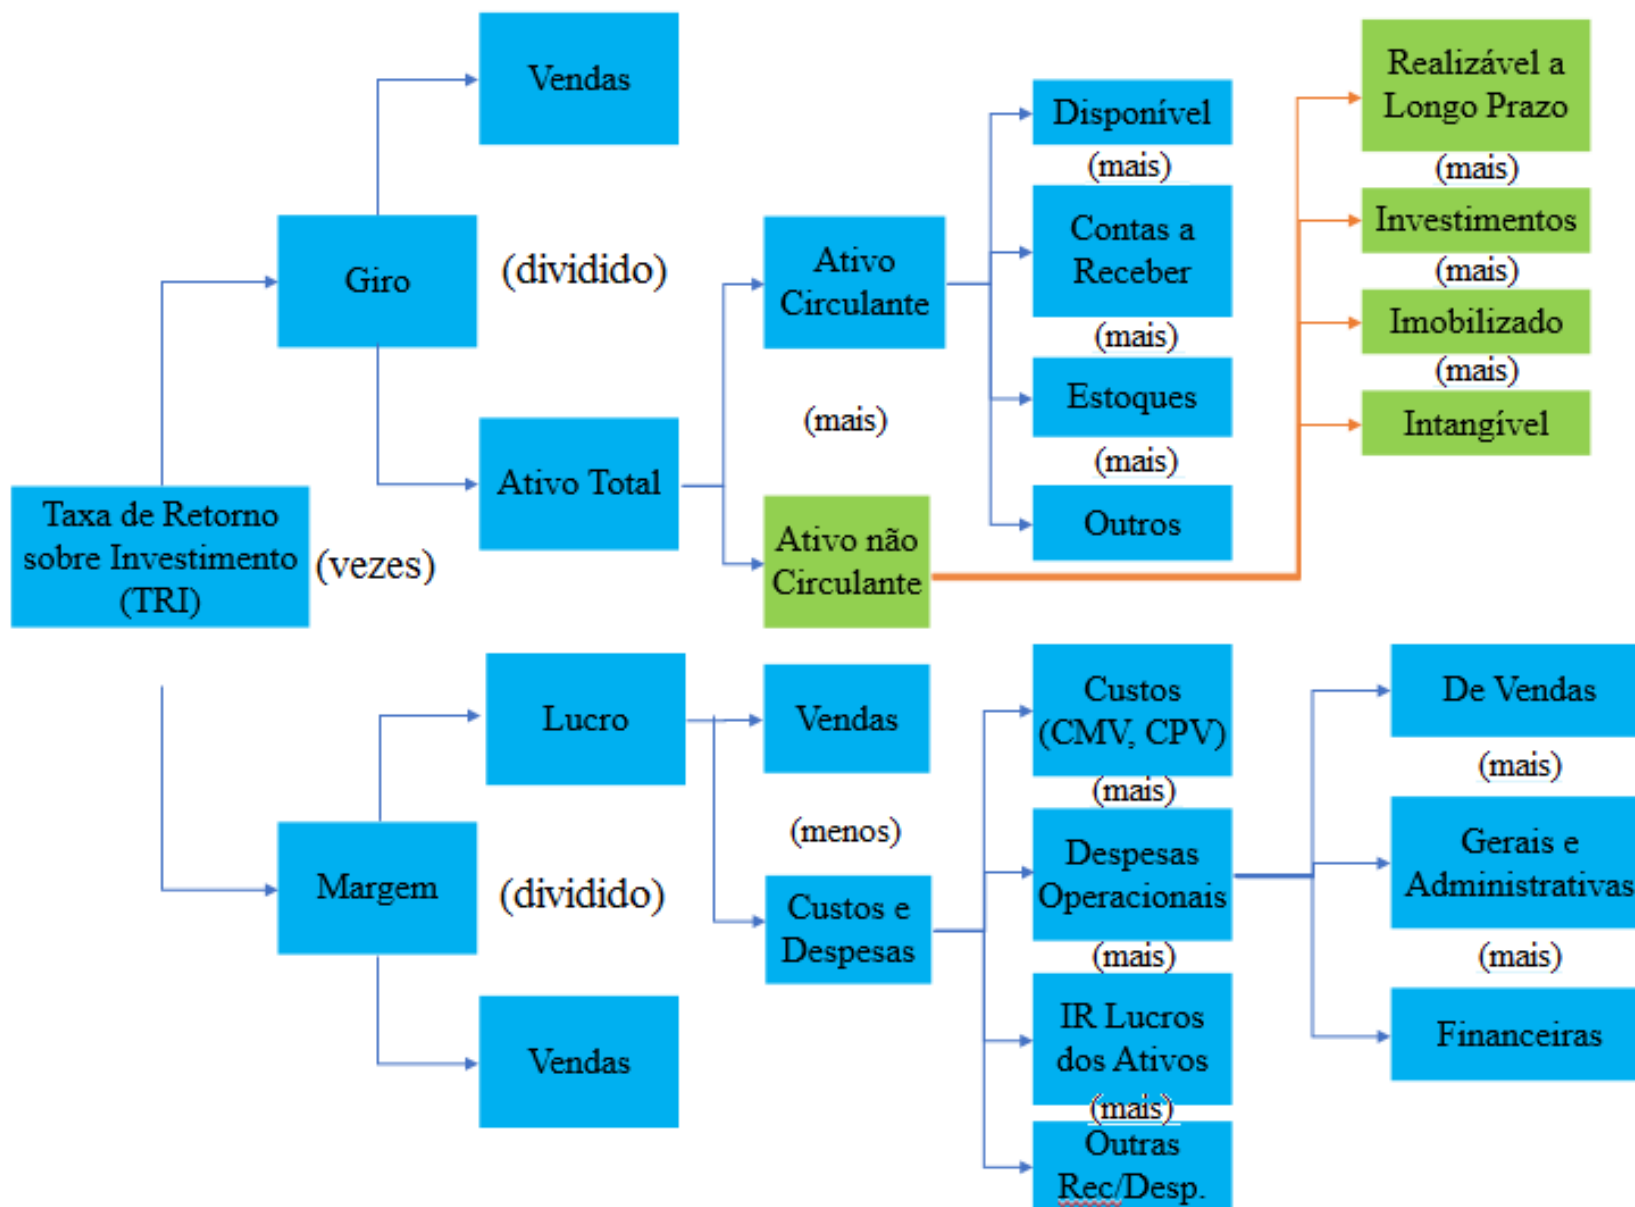 Vendas
Giro
(dividido)
Ativo Total
Taxa de Retorno
sobre Investimento
(TRI)
(vezes)
Ativo
Circulante
(mais)
Ativo não
Circulante
Disponível
(mais)
Contas a
Receber
(mais)
Estoques
(mais)
Outros
Realizável a
Longo Prazo
(mais)
Investimentos
(mais)
Imobilizado
(mais)
Intangível
Margem
Lucro
(dividido)
Vendas
Vendas
(menos)
Custos e
Despesas
Custos
(CMV, CPV)
(mais)
Despesas
Operacionais
(mais)
IR Lucros
dos Ativos
(mais)
Outras
Rec/Desp.
De Vendas
(mais)
Gerais e
Administrativas
(mais)
Financeiras